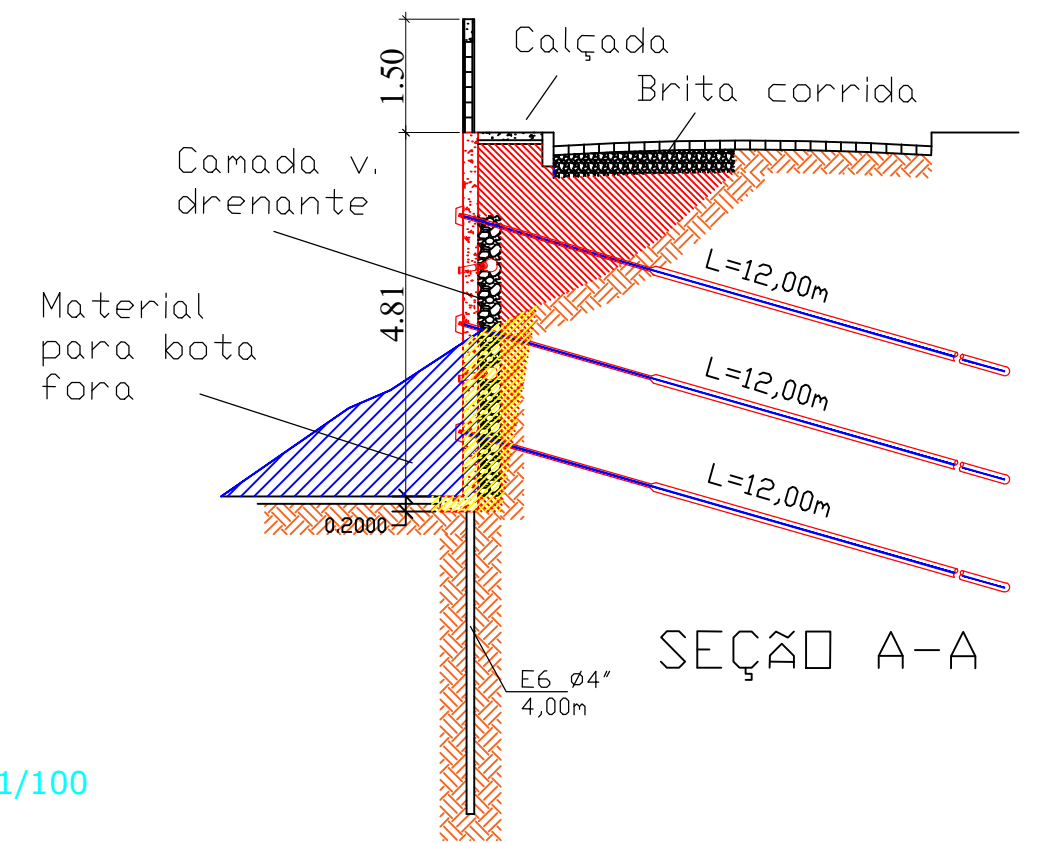 Calçada
1.50
Brita corrida
Camada v.
drenante
L=12,00m
Material
para bota
fora
4.81
L=12,00m
L=12,00m
0.2000
SEÇÃO A-A
E6 ø4"
4,00m
1/100